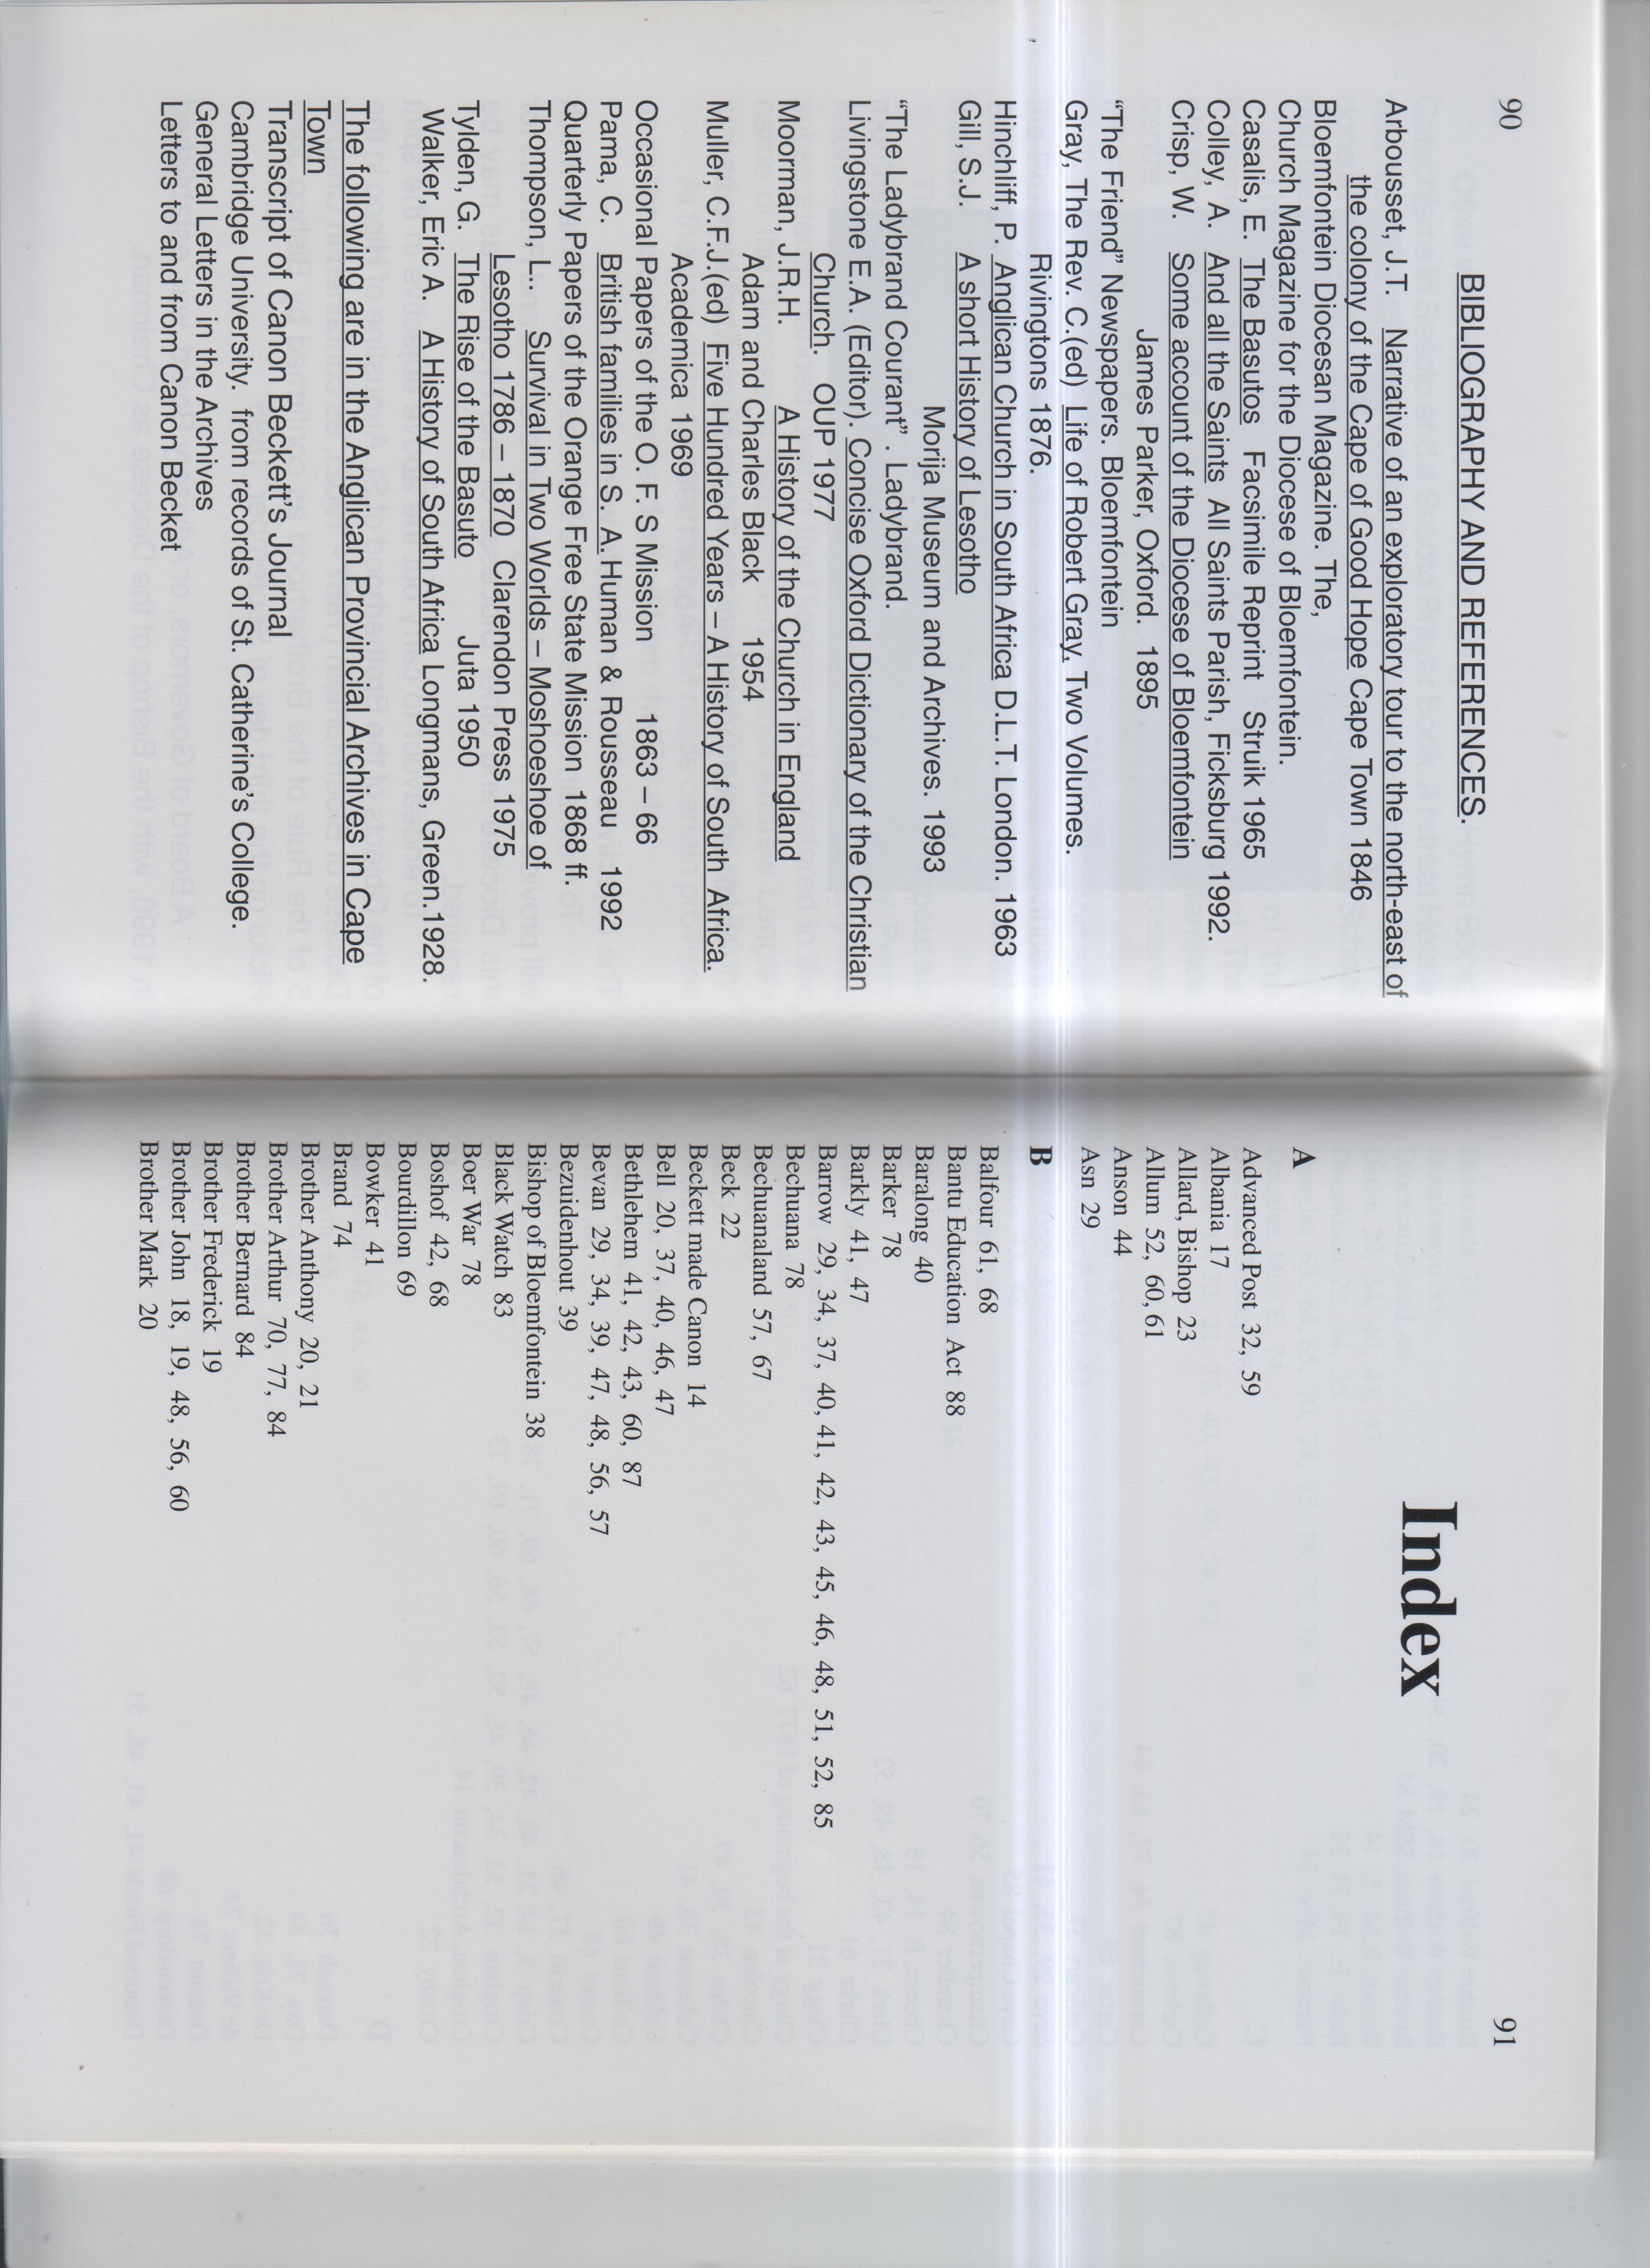 90
BIBLIOGRAPHY AND REFERENCES.
Arbousset, J.T. Narrative of an exploratory tour to the north-east of
the colony of the Cape of Good Hope Cape Town 1846
Bloemfontein Diocesan Magazine. The,
Church Magazine for the Diocese of Bloemfontein.
Casalis, E. The Basutos Facsimile Reprint Struik 1965
Colley, A. And all the Saints All Saints Parish, Ficksburg 1992.
Crisp, W. Some account of the Diocese of Bloemfontein
James Parker, Oxford. 1895
“The Friend” Newspapers. Bloemfontein
Gray, The Rev. C.(ed) Life of Robert Gray, Two Volumes.
Rivingtons 1876.
Hinchliff, P. Anglican Church in South Africa D.L.T. London. 1963
Gill, S.J. A short History of Lesotho
Morija Museum and Archives. 1993
“The Ladybrand Courant” . Ladybrand.
Livingstone E.A. (Editor). Concise Oxford Dictionary of the Christian
Church. OUP 1977
Moorman, J.R.H. A History of the Church in England
Adam and Charles Black 1954
Muller, C.F.J.(ed) Five Hundred Years – A History of South Africa.
Academica 1969
Occasional Papers of the O. F. S Mission 1863 – 66
Pama, C. British families in S. A. Human & Rousseau 1992
Quarterly Papers of the Orange Free State Mission 1868 ff.
Thompson, L.. Survival in Two Worlds – Moshoeshoe of
Lesotho 1786 – 1870 Clarendon Press 1975
Tylden, G. The Rise of the Basuto Juta 1950
Walker, Eric A. A History of South Africa Longmans, Green.1928.
The following are in the Anglican Provincial Archives in Cape
Town
Transcript of Canon Beckett's Journal
Cambridge University. from records of St. Catherine's College.
General Letters in the Archives
Letters to and from Canon Becket
91
Index
A
Advanced Post 32, 59
Albania 17
Allard, Bishop 23
Allum 52, 60, 61
Anson 44
Asn 29
B
Balfour 61, 68
Bantu Education Act 88
Baralong 40
Barker 78
Barkly 41, 47
Barrow 29, 34, 37, 40, 41, 42, 43, 45, 46, 48, 51, 52, 85
Bechuana 78
Bechuanaland 57, 67
Beck 22
Beckett made Canon 14
Bell 20, 37, 40, 46, 47
Bethlehem 41, 42, 43, 60, 87
Bevan 29, 34, 39, 47, 48, 56, 57
Bezuidenhout 39
Bishop of Bloemfontein 38
Black Watch 83
Boer War 78
Boshof 42, 68
Bourdillon 69
Bowker 41
Brand 74
Brother Anthony 20, 21
Brother Arthur 70, 77, 84
Brother Bernard 84
Brother Frederick 19
Brother John 18, 19, 48, 56, 60
Brother Mark 20